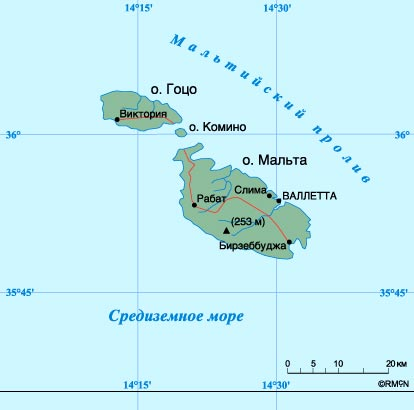 14°15' 14°30'
Мальтийский пролив
о. Гоцо
Виктория
о. Комино
36° 36°
о. Мальта
Слима
ВАЛЛЕТТА
Рабат
(253 м)
Бирзеббуджа
35°45' 35°45'
Средиземное море
0 5 10 20 км
14°15' 14°30'
©RMCN